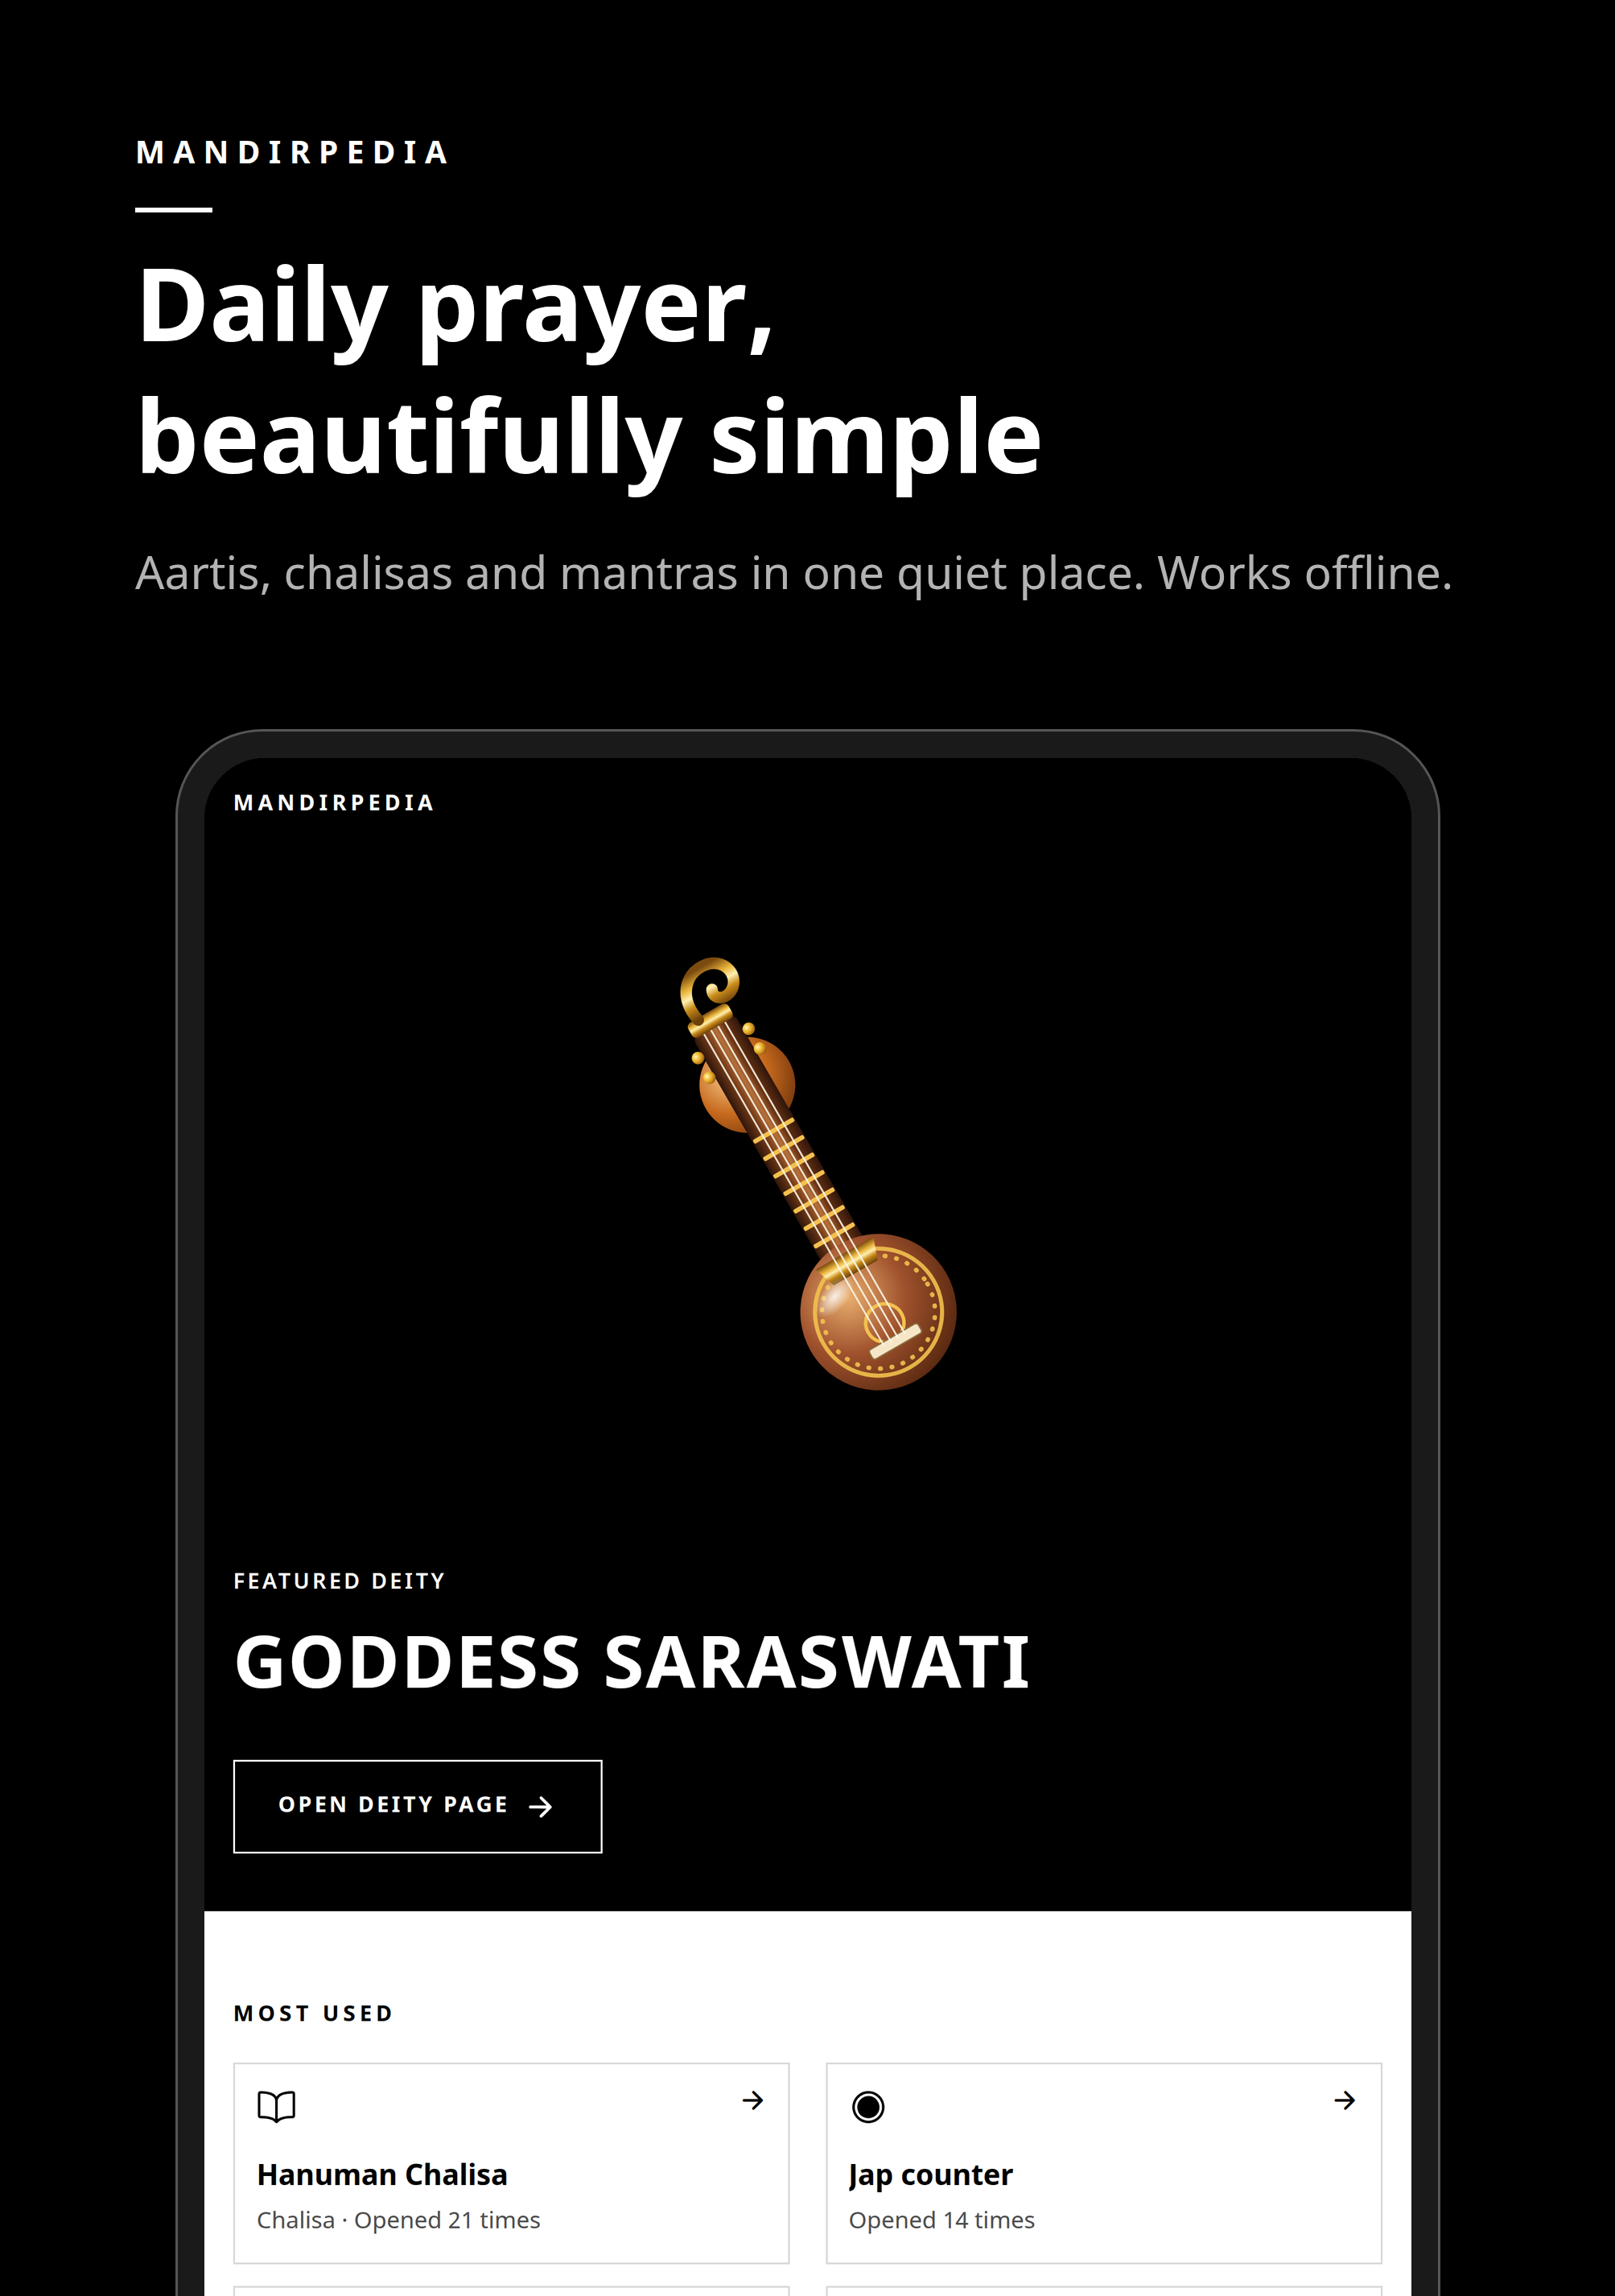 MANDIRPEDIA
Daily prayer,
beautifully simple
Aartis, chalisas and mantras in one quiet place. Works offline.
MANDIRPEDIA
FEATURED DEITY
GODDESS SARASWATI
OPEN DEITY PAGE →
MOST USED
Hanuman Chalisa
Chalisa · Opened 21 times
Jap counter
Opened 14 times